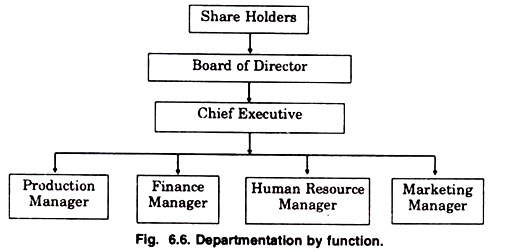 Share Holders
Board of Director
Chief Executive
Production
Manager
Finance
Manager
Human Resource
Manager
Marketing
Manager
Fig. 6.6. Departmentation by function.